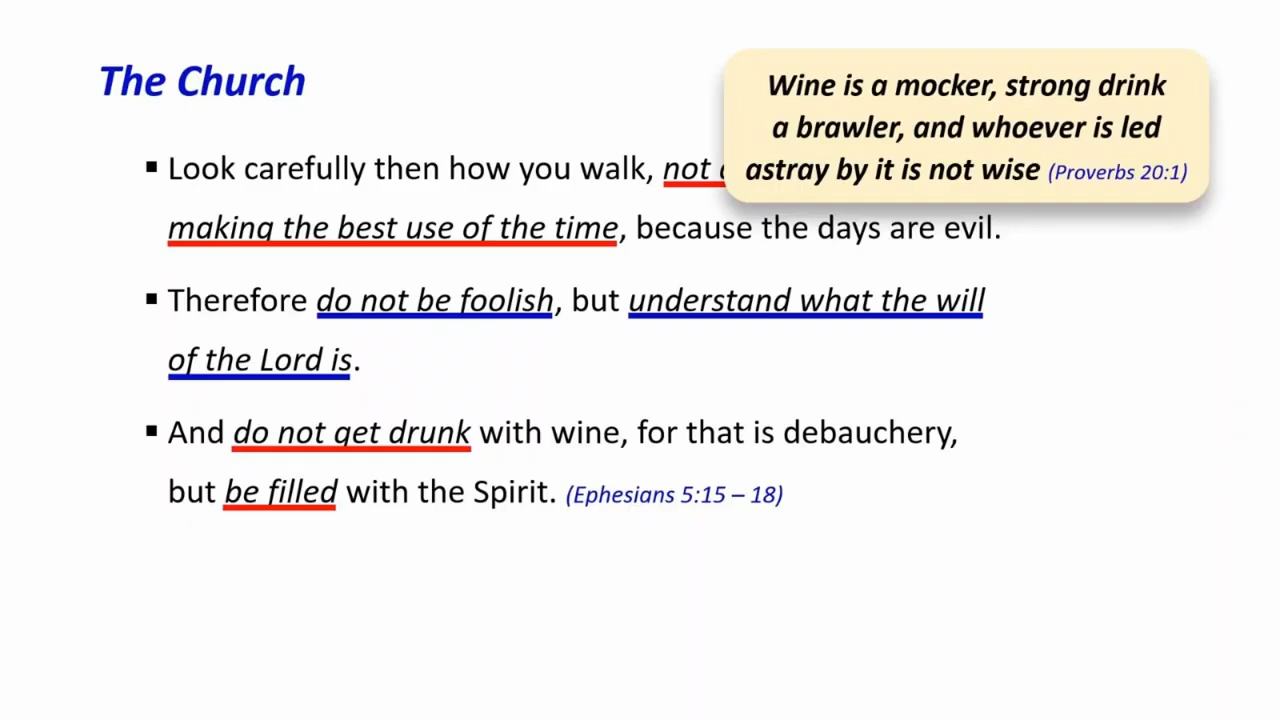 The Church
Wine is a mocker, strong drink
a brawler, and whoever is led
astray by it is not wise (Proverbs 20:1)
▪ Look carefully then how you walk, not
making the best use of the time, because the days are evil.
▪ Therefore do not be foolish, but understand what the will
of the Lord is.
▪ And do not get drunk with wine, for that is debauchery,
but be filled with the Spirit. (Ephesians 5:15 – 18)